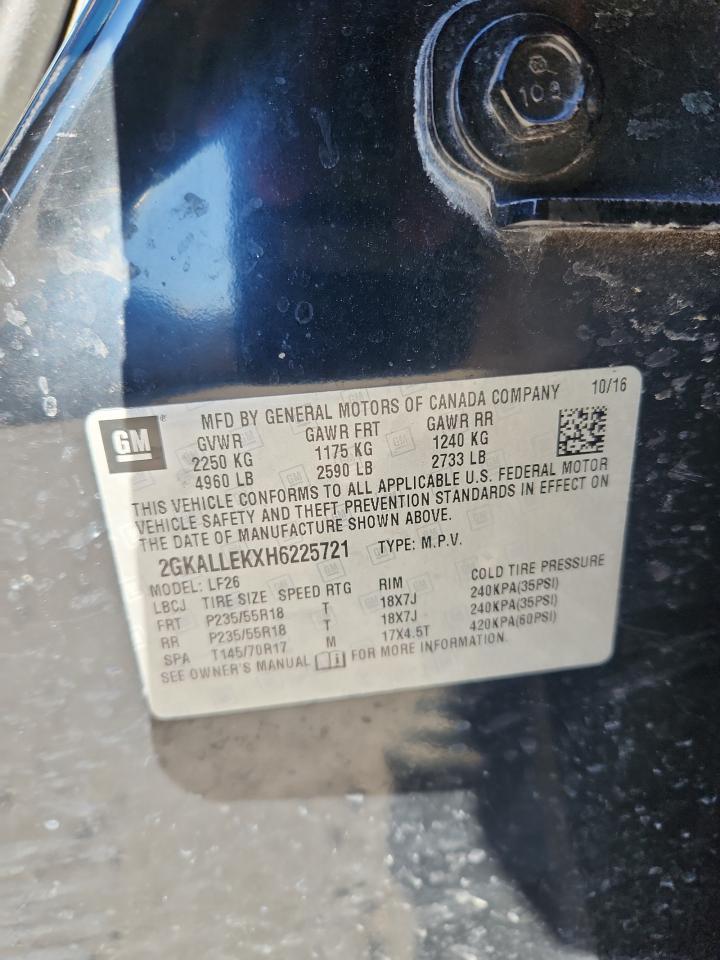 10.9
GM
MFD BY GENERAL MOTORS OF CANADA COMPANY 10/16
GVWR GAWR FRT GAWR RR
2250 KG 1175 KG 1240 KG
4960 LB 2590 LB 2733 LB
THIS VEHICLE CONFORMS TO ALL APPLICABLE U.S. FEDERAL MOTOR
VEHICLE SAFETY AND THEFT PREVENTION STANDARDS IN EFFECT ON
THE DATE OF MANUFACTURE SHOWN ABOVE.
2GKALLEKXH6225721 TYPE: M.P.V.
MODEL: LF26
LBCJ TIRE SIZE SPEED RTG RIM COLD TIRE PRESSURE
FRT P235/55R18 T 18X7J 240KPA(35PSI)
RR P235/55R18 T 18X7J 240KPA(35PSI)
SPA T145/70R17 M 17X4.5T 420KPA(60PSI)
SEE OWNER'S MANUAL FOR MORE INFORMATION.